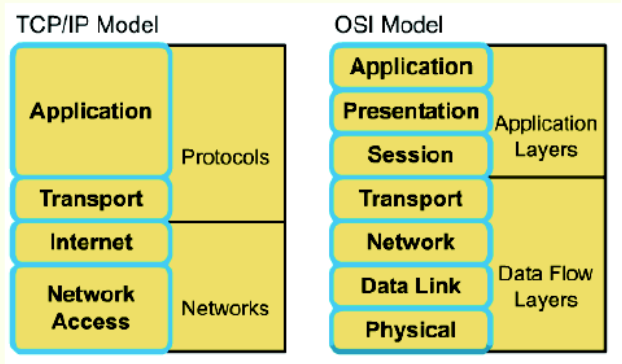 TCP/IP Model
Application
Transport
Internet
Network
Access
Protocols
Networks
OSI Model
Application
Presentation
Session
Transport
Network
Data Link
Physical
Application
Layers
Data Flow
Layers